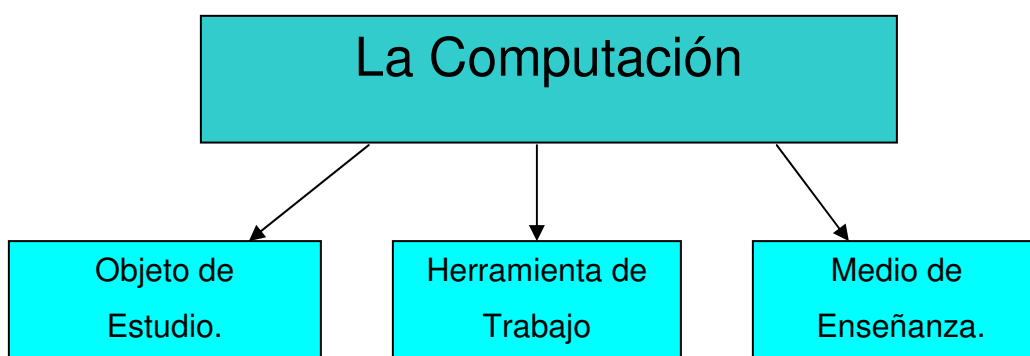 La Computación
Objeto de
Estudio.
Herramienta de
Trabajo
Medio de
Enseñanza.